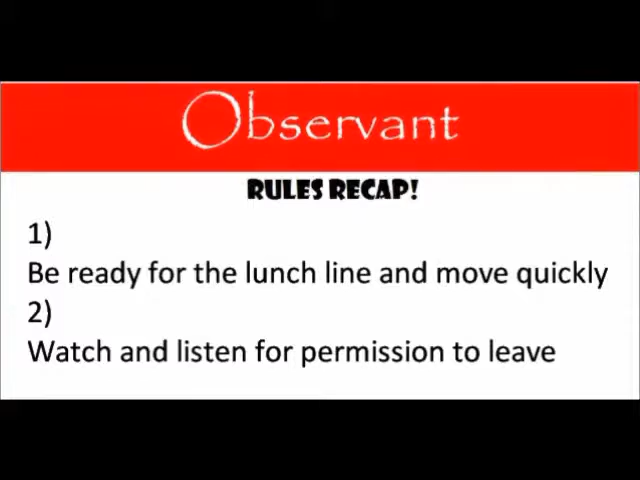 Observant
RULES RECAP!
1)
Be ready for the lunch line and move quickly
2)
Watch and listen for permission to leave